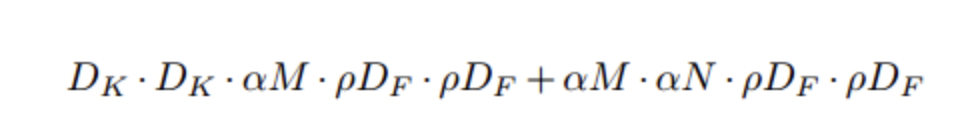 D_K · D_K · αM · ρD_F · ρD_F + αM · αN · ρD_F · ρD_F